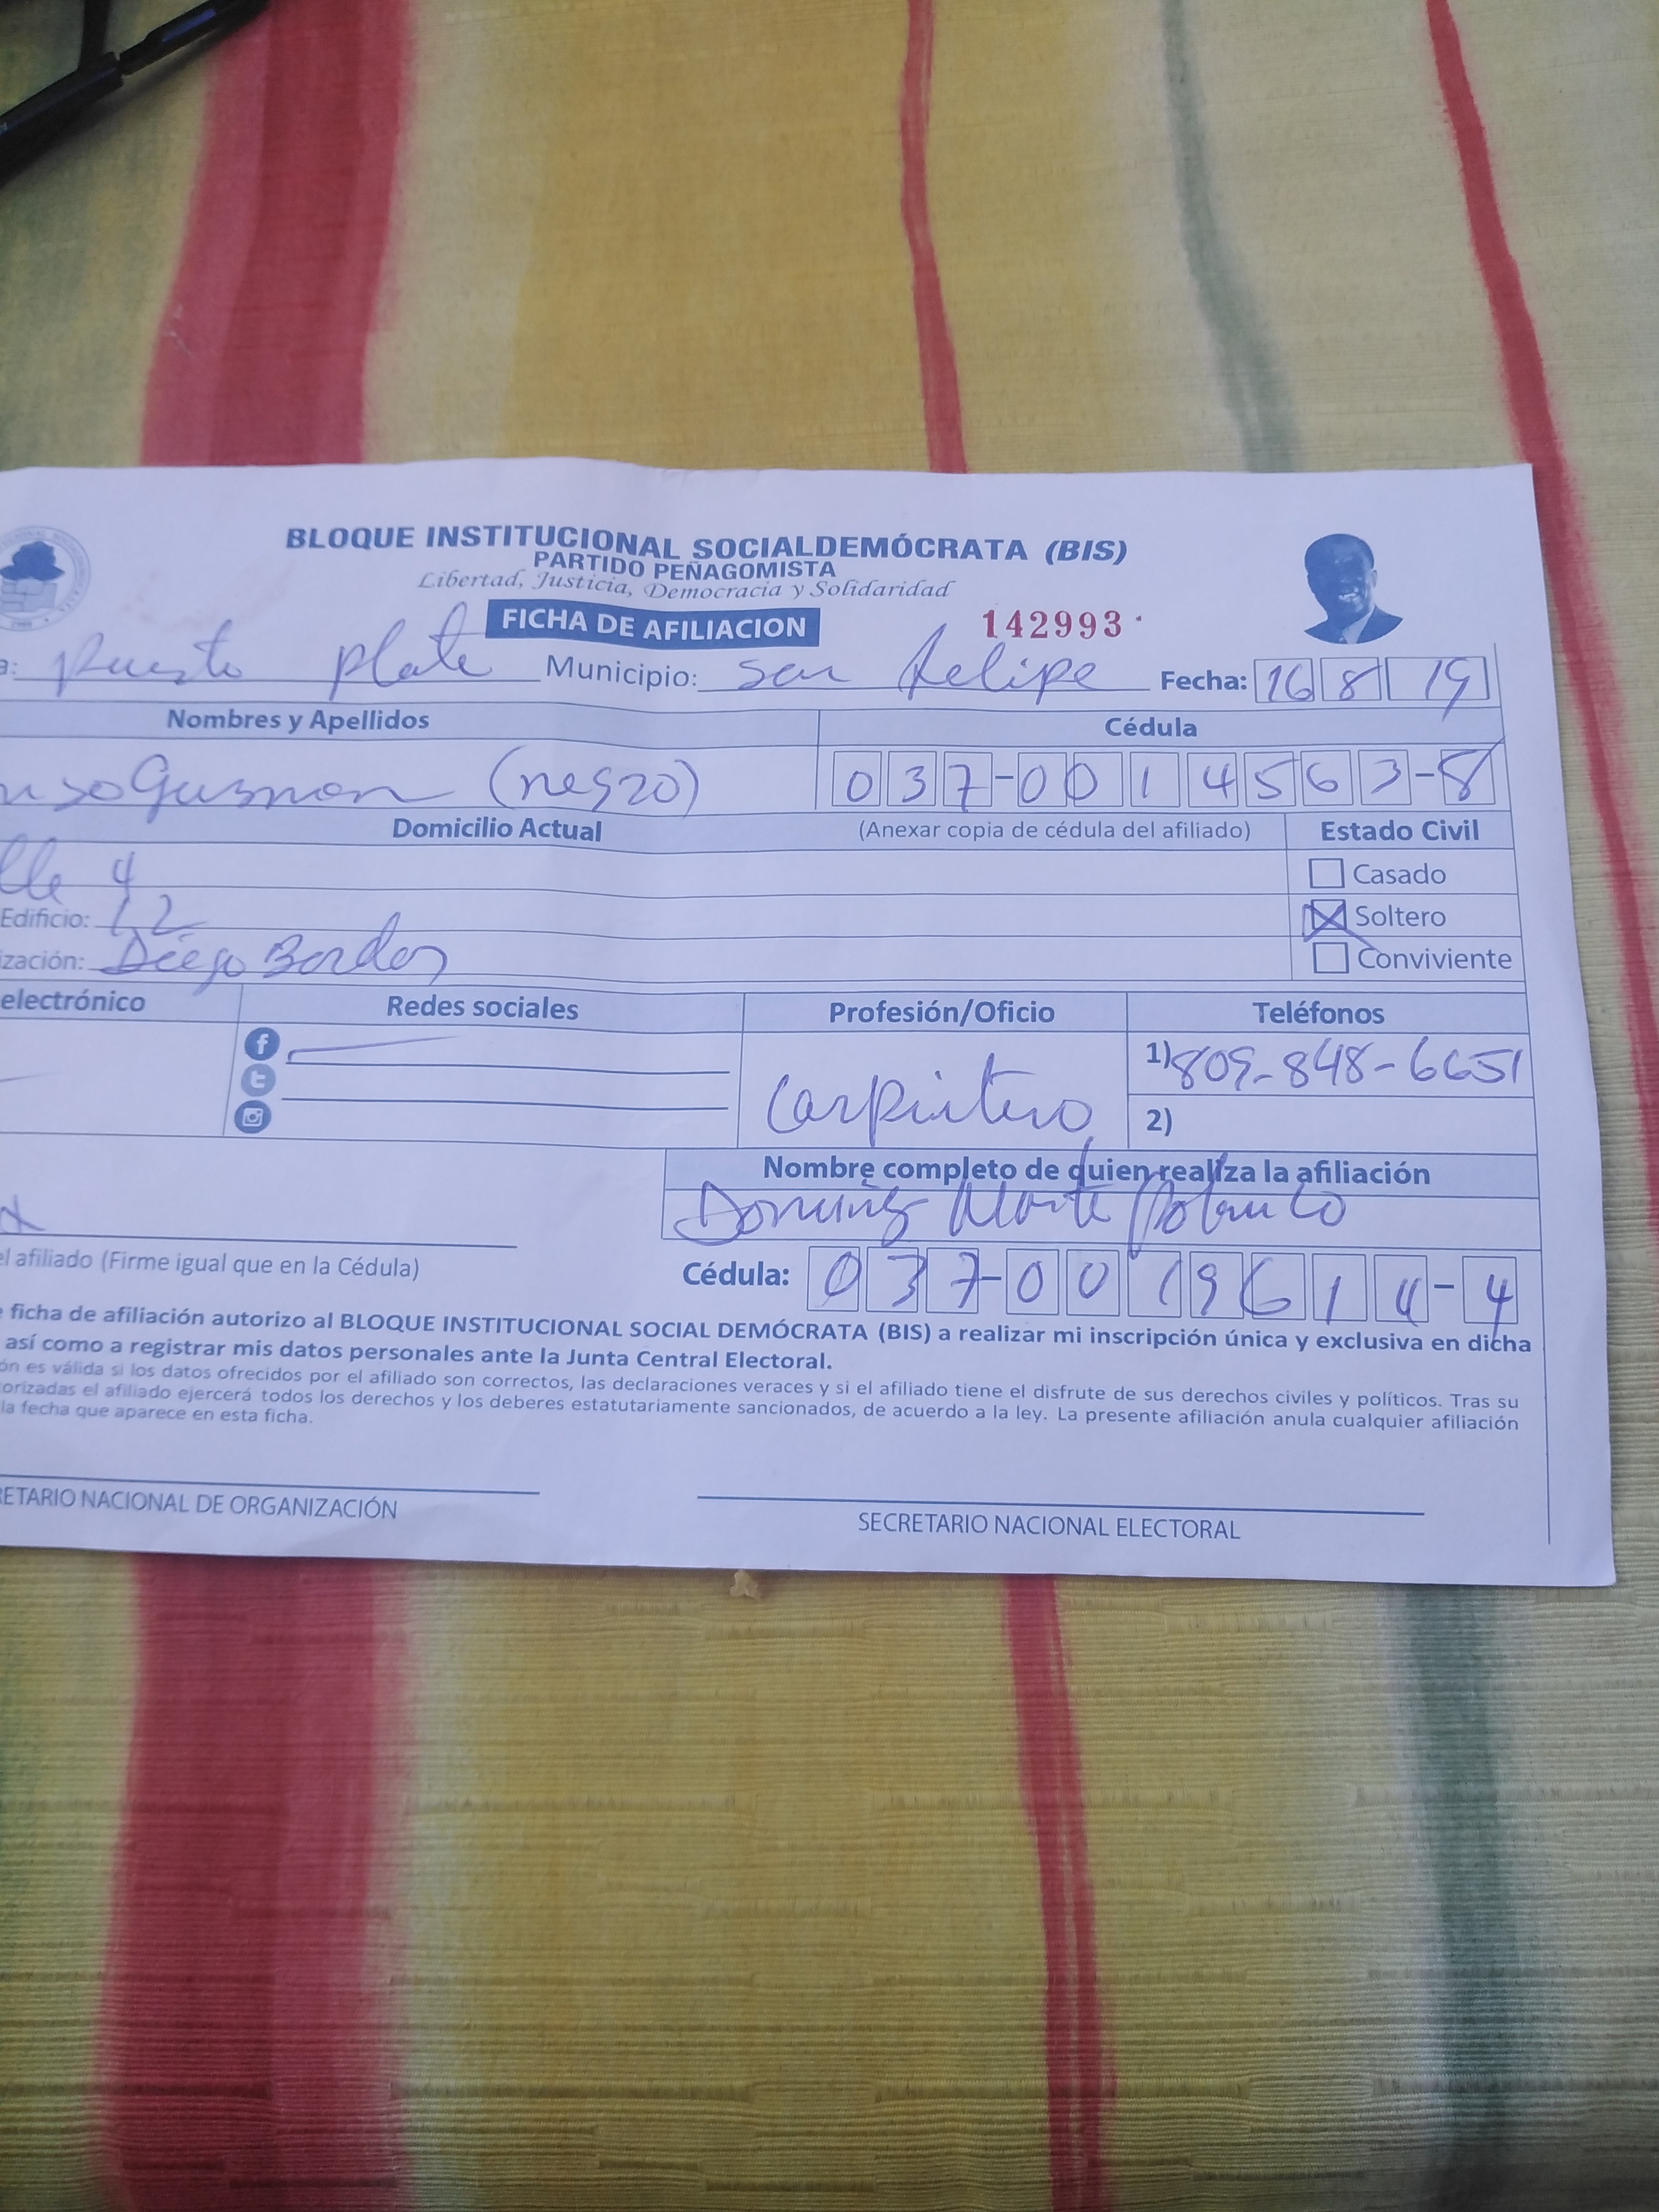 BLOQUE INSTITUCIONAL SOCIALDEMÓCRATA (BIS)
PARTIDO PEÑAGOMISTA
Libertad, Justicia, Democracia y Solidaridad
FICHA DE AFILIACION 142993
a: Puesto Plata Municipio: san felipe Fecha: 16 8 19
Nombres y Apellidos Cédula
Gusman (negro) 037-0014563-8
Domicilio Actual (Anexar copia de cédula del afiliado) Estado Civil
lle 4 Casado
Edificio: 12 Soltero
ización: Diego Bordas Conviviente
electrónico Redes sociales Profesión/Oficio Teléfonos
Carpintero 1) 809-848-6651
2)
Nombre completo de quien realiza la afiliación
Domingo Marte Polanco
el afiliado (Firme igual que en la Cédula) Cédula: 037-0019614-4
ficha de afiliación autorizo al BLOQUE INSTITUCIONAL SOCIAL DEMÓCRATA (BIS) a realizar mi inscripción única y exclusiva en dicha
así como a registrar mis datos personales ante la Junta Central Electoral.
ón es válida si los datos ofrecidos por el afiliado son correctos, las declaraciones veraces y si el afiliado tiene el disfrute de sus derechos civiles y políticos. Tras su
orizadas el afiliado ejercerá todos los derechos y los deberes estatutariamente sancionados, de acuerdo a la ley. La presente afiliación anula cualquier afiliación
la fecha que aparece en esta ficha.
RETARIO NACIONAL DE ORGANIZACIÓN SECRETARIO NACIONAL ELECTORAL